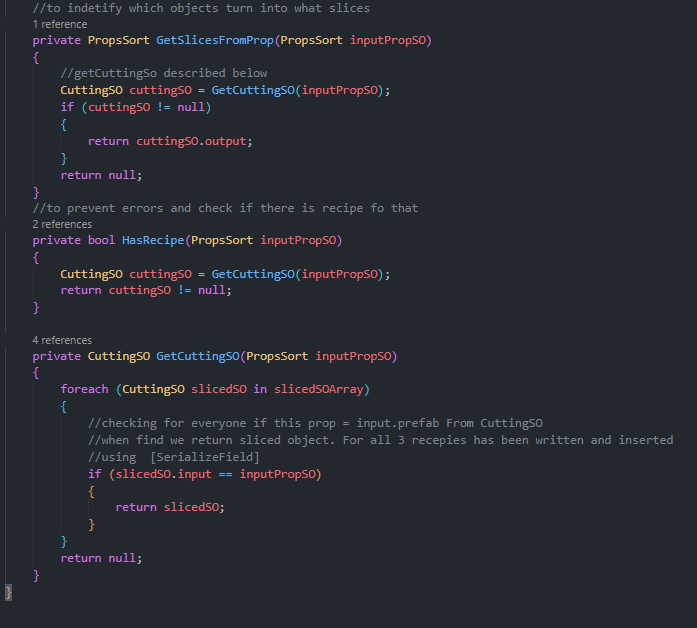 //to indetify which objects turn into what slices
1 reference
private PropsSort GetSlicesFromProp(PropsSort inputPropSO)
{
//getCuttingSo described below
CuttingSO cuttingSO = GetCuttingSO(inputPropSO);
if (cuttingSO != null)
{
return cuttingSO.output;
}
return null;
}
//to prevent errors and check if there is recipe fo that
2 references
private bool HasRecipe(PropsSort inputPropSO)
{
CuttingSO cuttingSO = GetCuttingSO(inputPropSO);
return cuttingSO != null;
}
4 references
private CuttingSO GetCuttingSO(PropsSort inputPropSO)
{
foreach (CuttingSO slicedSO in slicedSOArray)
{
//checking for everyone if this prop = input.prefab From CuttingSO
//when find we return sliced object. For all 3 recepies has been written and inserted
//using  [SerializeField]
if (slicedSO.input == inputPropSO)
{
return slicedSO;
}
}
return null;
}
}